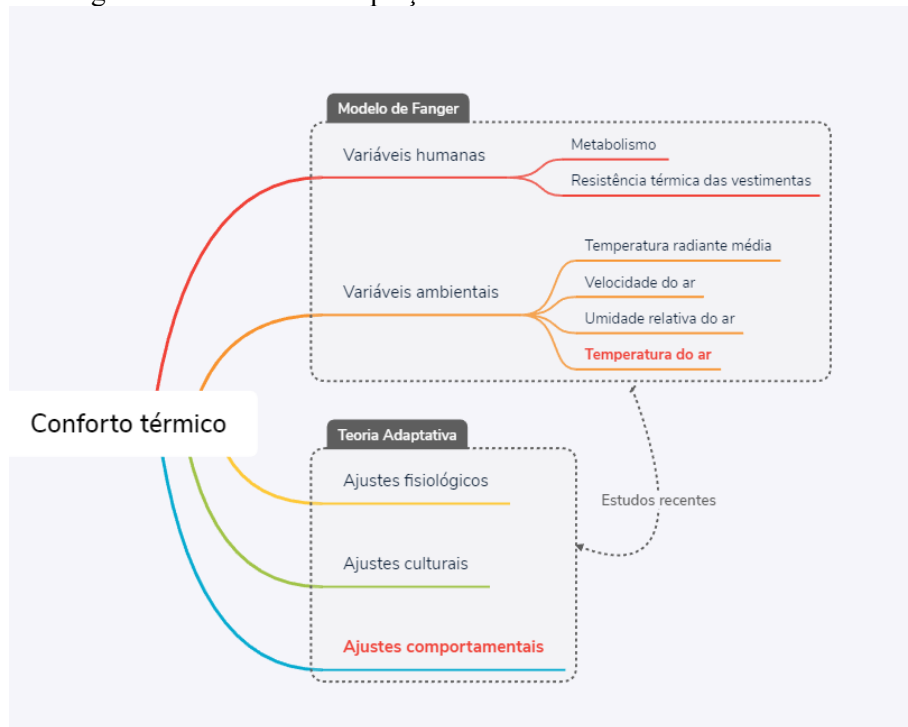 Modelo de Fanger
Variáveis humanas
Metabolismo
Resistência térmica das vestimentas
Variáveis ambientais
Temperatura radiante média
Velocidade do ar
Umidade relativa do ar
Temperatura do ar
Conforto térmico
Teoria Adaptativa
Ajustes fisiológicos
Ajustes culturais
Ajustes comportamentais
Estudos recentes